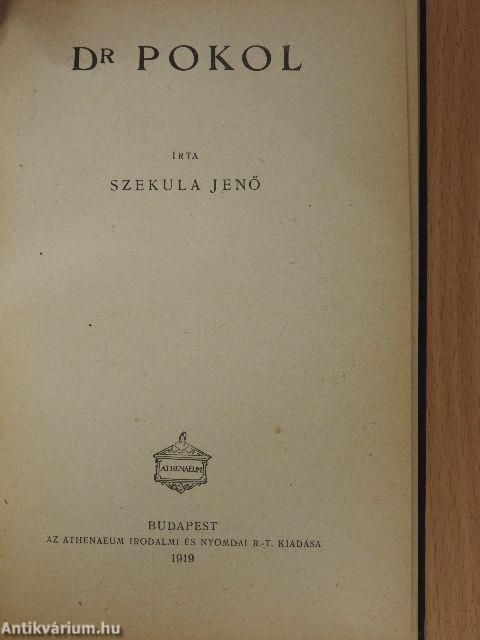 DR POKOL
ÍRTA
SZEKULA JENŐ
ATHENAEUM
BUDAPEST
AZ ATHENAEUM IRODALMI ÉS NYOMDAI R.-T. KIADÁSA
1919
Antikvárium.hu